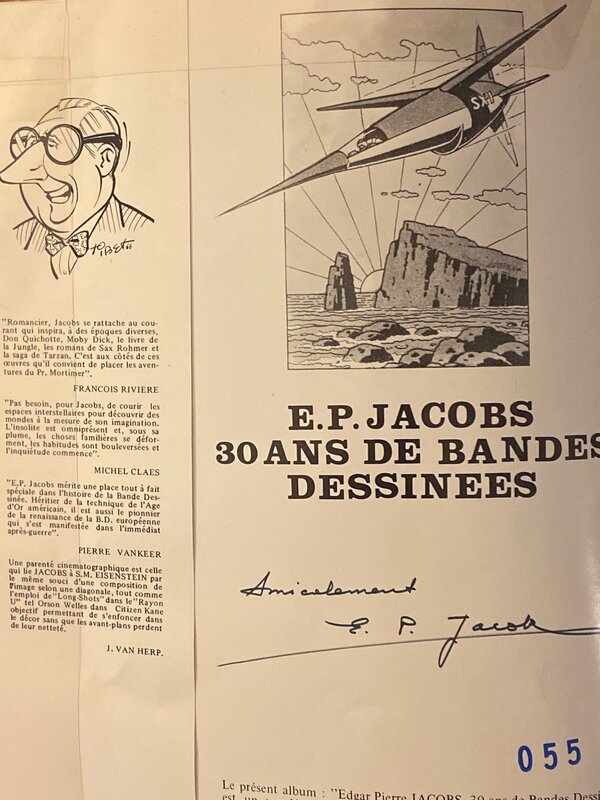 "Romancier, Jacobs se rattache au cou-
rant qui inspira, à des époques diverses,
Don Quichotte, Moby Dick, le livre de
la Jungle, les romans de Sax Rohmer et
la saga de Tarzan. C'est aux côtés de ces
œuvres qu'il convient de placer les aven-
tures du Pr. Mortimer".
FRANCOIS RIVIERE
"Pas besoin, pour Jacobs, de courir les
espaces interstellaires pour découvrir des
mondes à la mesure de son imagination.
L'insolite est omniprésent et, sous sa
plume, les choses familières se défor-
ment, les habitudes sont bouleversées et
l'inquiétude commence".
MICHEL CLAES
"E.P. Jacobs mérite une place tout à fait
spéciale dans l'histoire de la Bande Des-
sinée. Héritier de la technique de l'Age
d'Or américain, il est aussi le pionnier
de la renaissance de la B.D. européenne
qui s'est manifestée dans l'immédiat
après-guerre".
PIERRE VANKEER
Une parenté cinematographique est celle
qui lie JACOBS à S.M. EISENSTEIN par
le même souci d'une composition de
l'image selon une diagonale, tout comme
l'emploi de "Long-Shots" dans le "Rayon
U" tel Orson Welles dans Citizen Kane
objectif permettant de s'enfoncer dans
le décor sans que les avant-plans perdent
de leur netteté.
J. VAN HERP.
SX1
E.P. JACOBS
30 ANS DE BANDES
DESSINEES
Amicalement
E. P. Jacobs
055
Le présent album : "Edgar Pierre JACOBS, 30 ans de Bandes Dessi